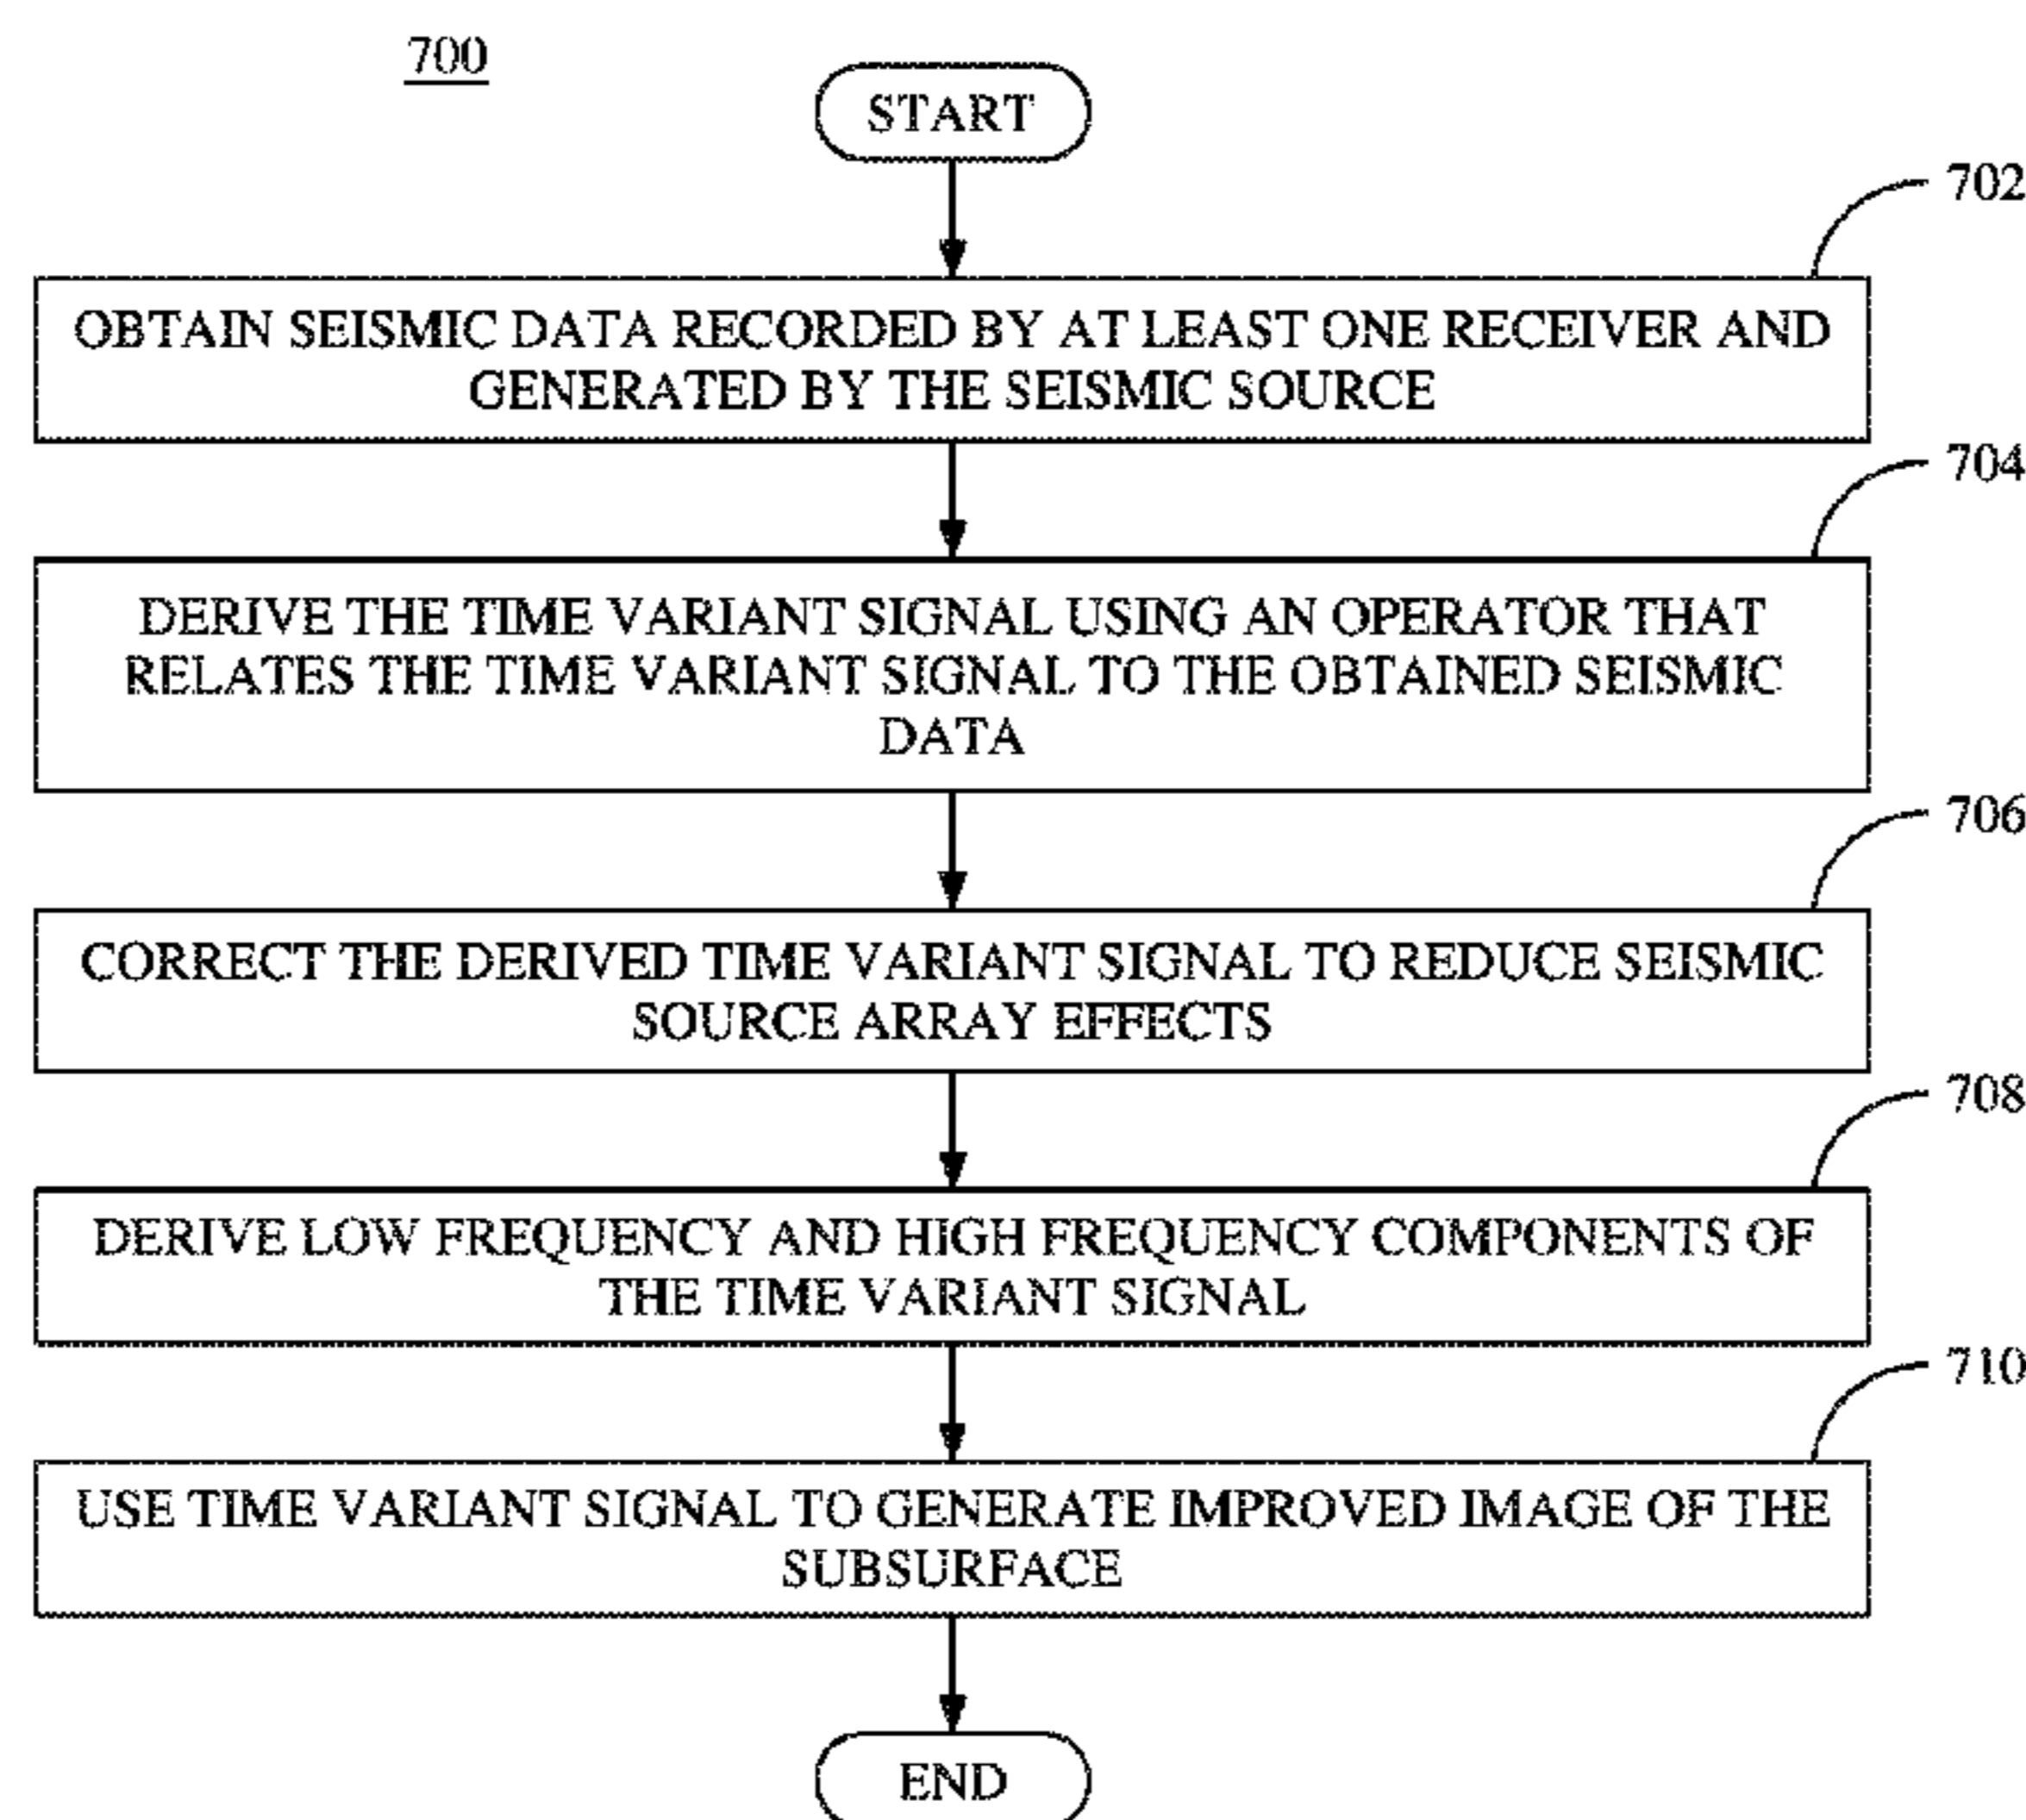 700
START
702
OBTAIN SEISMIC DATA RECORDED BY AT LEAST ONE RECEIVER AND
GENERATED BY THE SEISMIC SOURCE
704
DERIVE THE TIME VARIANT SIGNAL USING AN OPERATOR THAT
RELATES THE TIME VARIANT SIGNAL TO THE OBTAINED SEISMIC
DATA
706
CORRECT THE DERIVED TIME VARIANT SIGNAL TO REDUCE SEISMIC
SOURCE ARRAY EFFECTS
708
DERIVE LOW FREQUENCY AND HIGH FREQUENCY COMPONENTS OF
THE TIME VARIANT SIGNAL
710
USE TIME VARIANT SIGNAL TO GENERATE IMPROVED IMAGE OF THE
SUBSURFACE
END